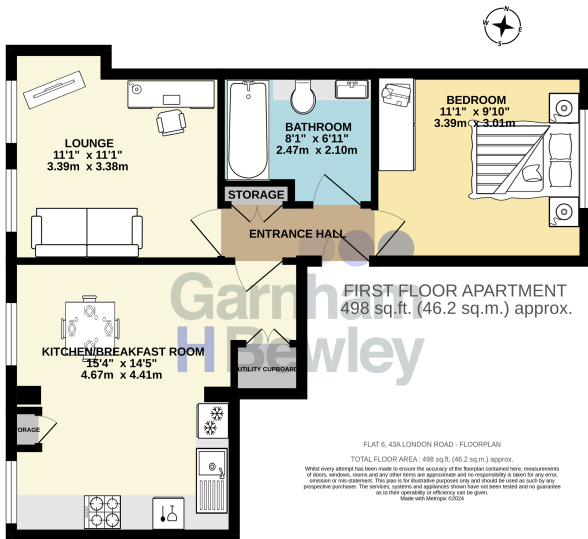 N
W
E
S
LOUNGE
11'1" x 11'1"
3.39m x 3.38m
BATHROOM
8'1" x 6'11"
2.47m x 2.10m
BEDROOM
11'1" x 9'10"
3.39m x 3.01m
STORAGE
ENTRANCE HALL
Garnham
H Bewley
FIRST FLOOR APARTMENT
498 sq.ft. (46.2 sq.m.) approx.
KITCHEN/BREAKFAST ROOM
15'4" x 14'5"
4.67m x 4.41m
UTILITY CUPBOARD
STORAGE
FLAT 6, 43A LONDON ROAD - FLOORPLAN
TOTAL FLOOR AREA : 498 sq.ft. (46.2 sq.m.) approx.
Whilst every attempt has been made to ensure the accuracy of the floorplan contained here, measurements
of doors, windows, rooms and any other items are approximate and no responsibility is taken for any error,
omission or mis-statement. This plan is for illustrative purposes only and should be used as such by any
prospective purchaser. The services, systems and appliances shown have not been tested and no guarantee
as to their operability or efficiency can be given.
Made with Metropix ©2024